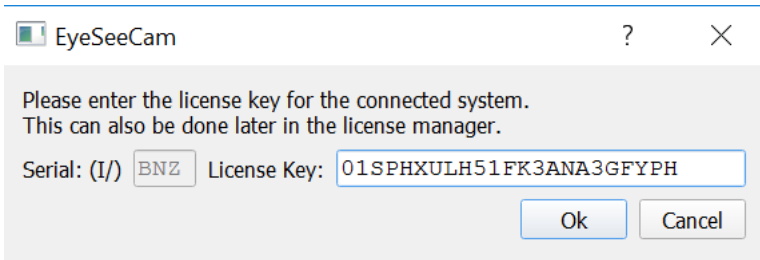 EyeSeeCam ?
Please enter the license key for the connected system.
This can also be done later in the license manager.
Serial: (I/) BNZ License Key: 01SPHXULH51FK3ANA3GFYPH
Ok Cancel